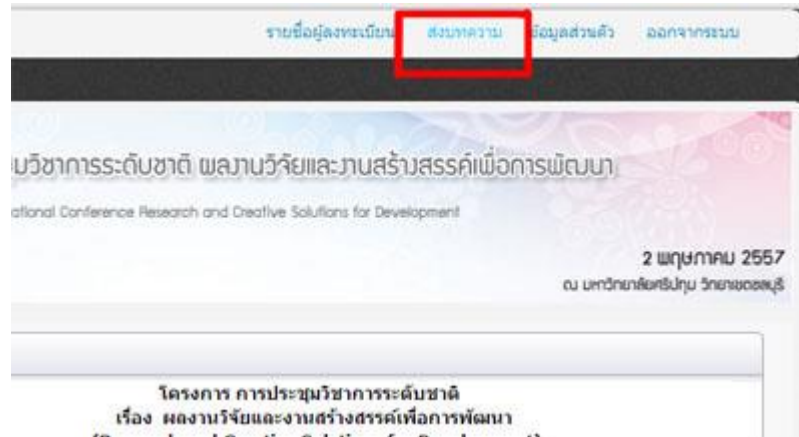 รายชื่อผู้ลงทะเบียน ส่งบทความ ข้อมูลส่วนตัว ออกจากระบบ
มวิชาการระดับชาติ ผลงานวิจัยและงานสร้างสรรค์เพื่อการพัฒนา
ational Conference Research and Creative Solutions for Development
2 พฤษภาคม 2557
ณ มหาวิทยาลัยศรีปทุม วิทยาเขตชลบุรี
โครงการ การประชุมวิชาการระดับชาติ
เรื่อง ผลงานวิจัยและงานสร้างสรรค์เพื่อการพัฒนา
(Research and Creative Solutions for Development)